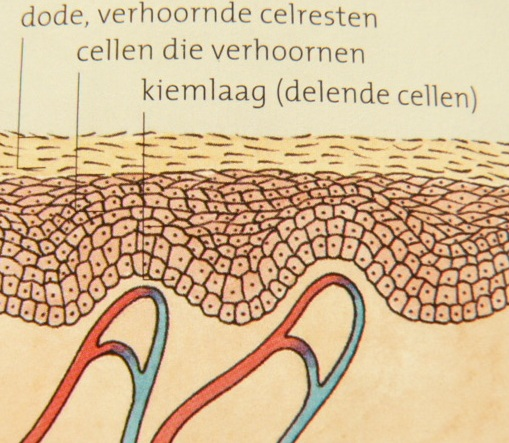 dode, verhoornde celresten
cellen die verhoornen
kiemlaag (delende cellen)